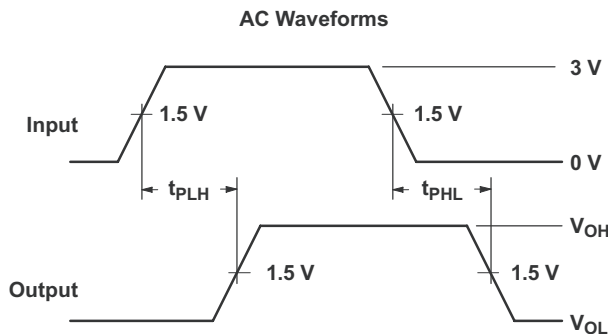 AC Waveforms
3 V
1.5 V
1.5 V
Input
0 V
tPLH
tPHL
VOH
1.5 V
1.5 V
Output
VOL